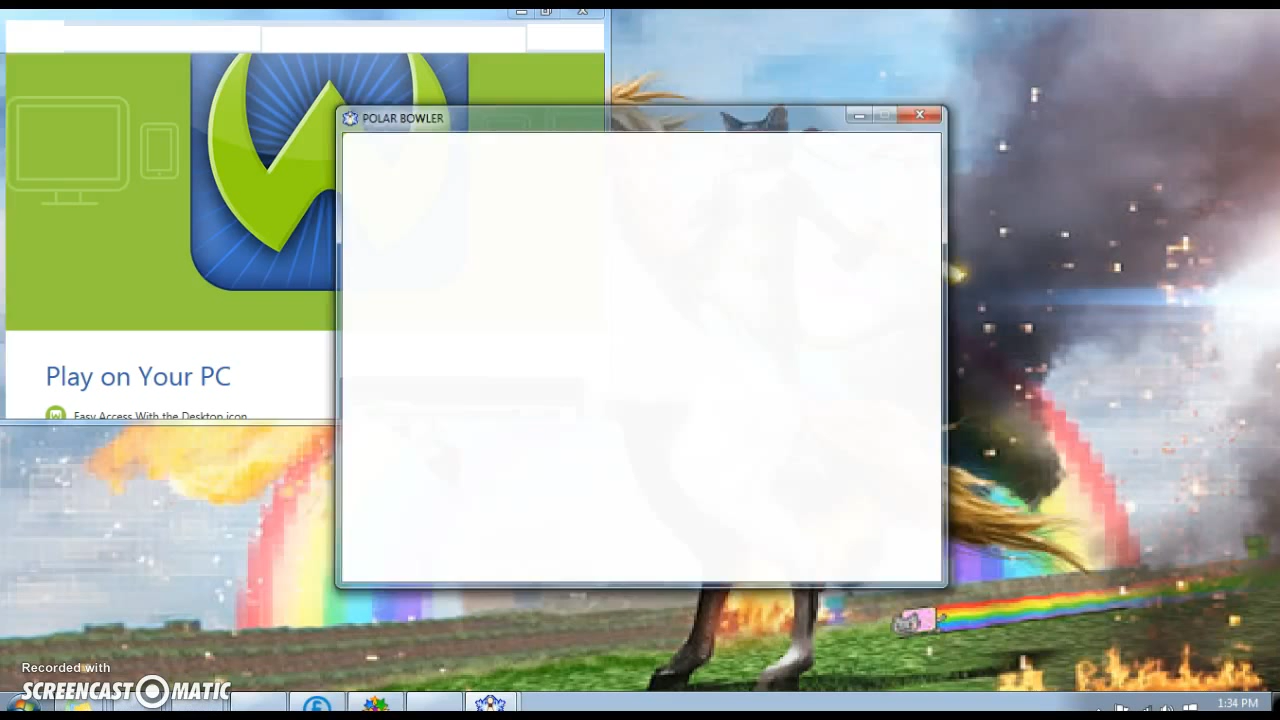 POLAR BOWLER
Play on Your PC
Easy Access With the Desktop icon
Recorded with
SCREENCAST MATIC
1:34 PM